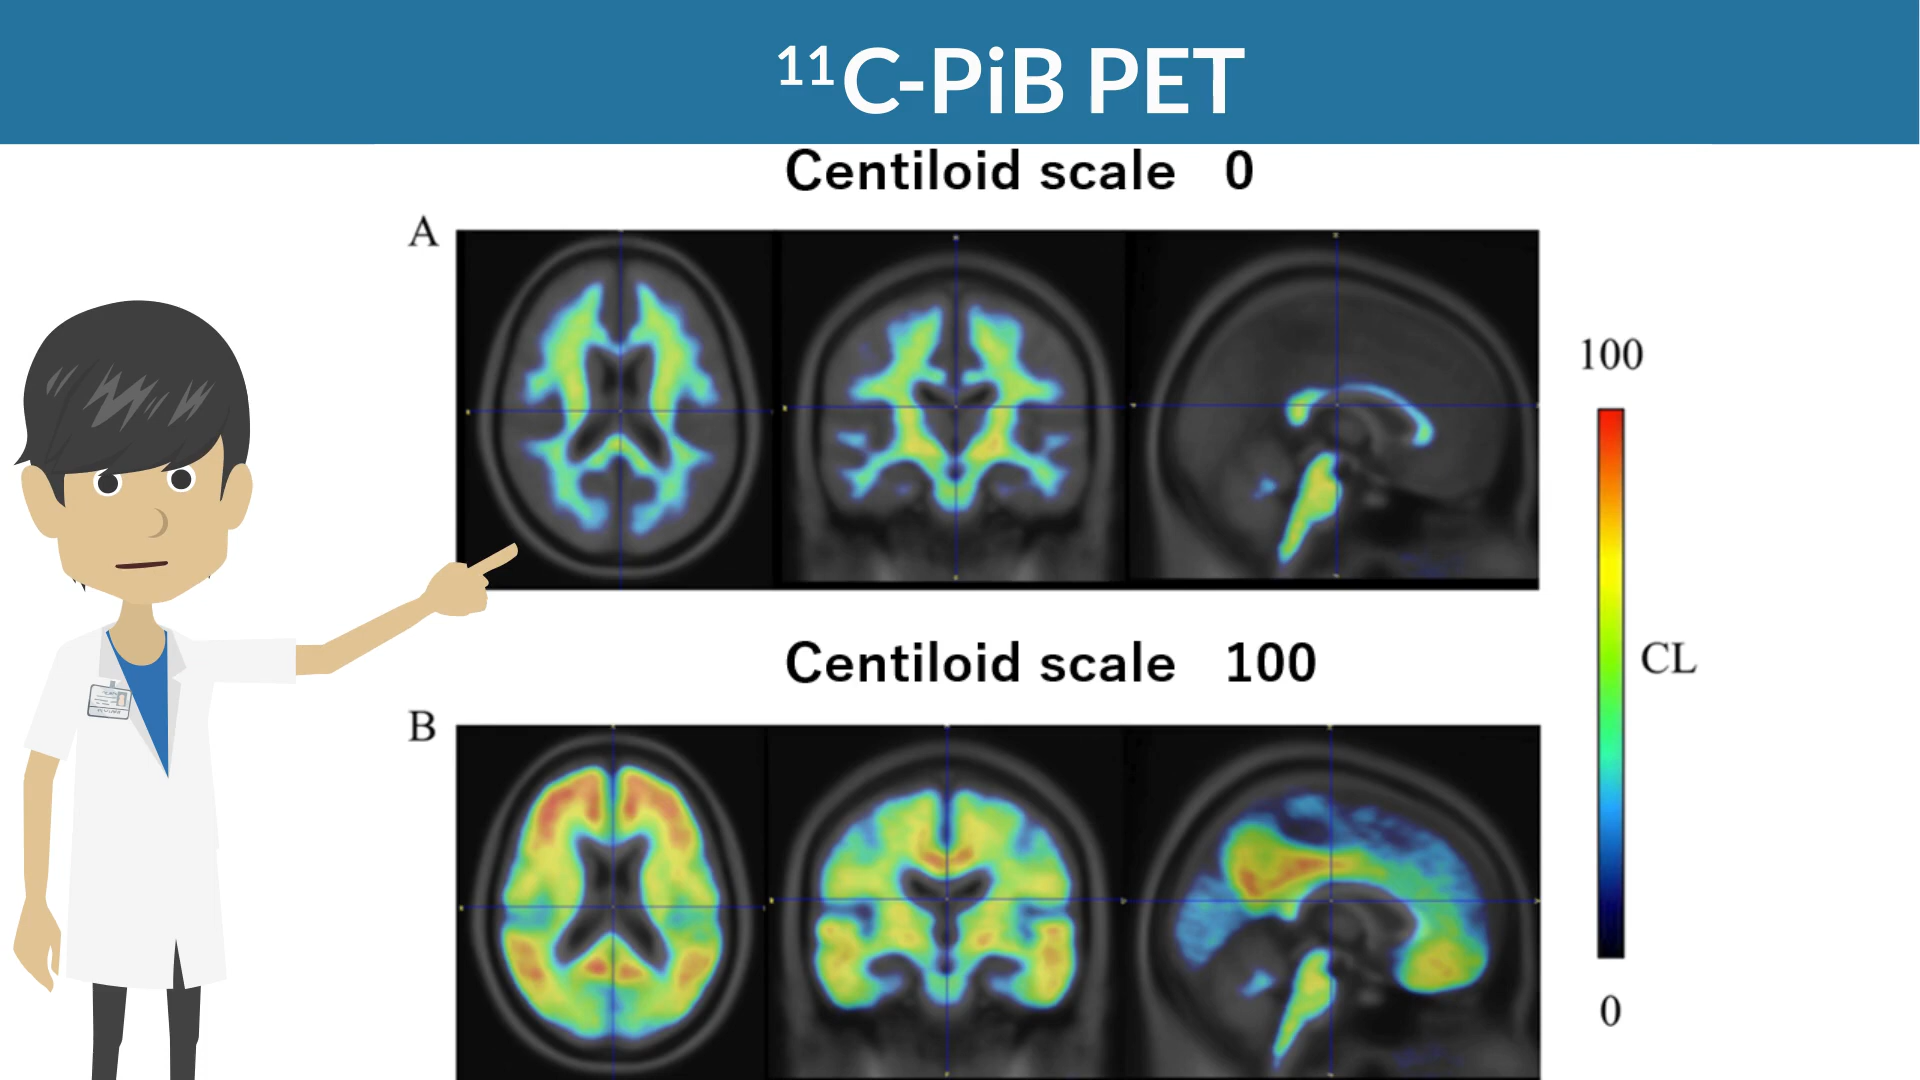 ¹¹C-PiB PET
Centiloid scale 0
A
100
CL
0
Centiloid scale 100
B